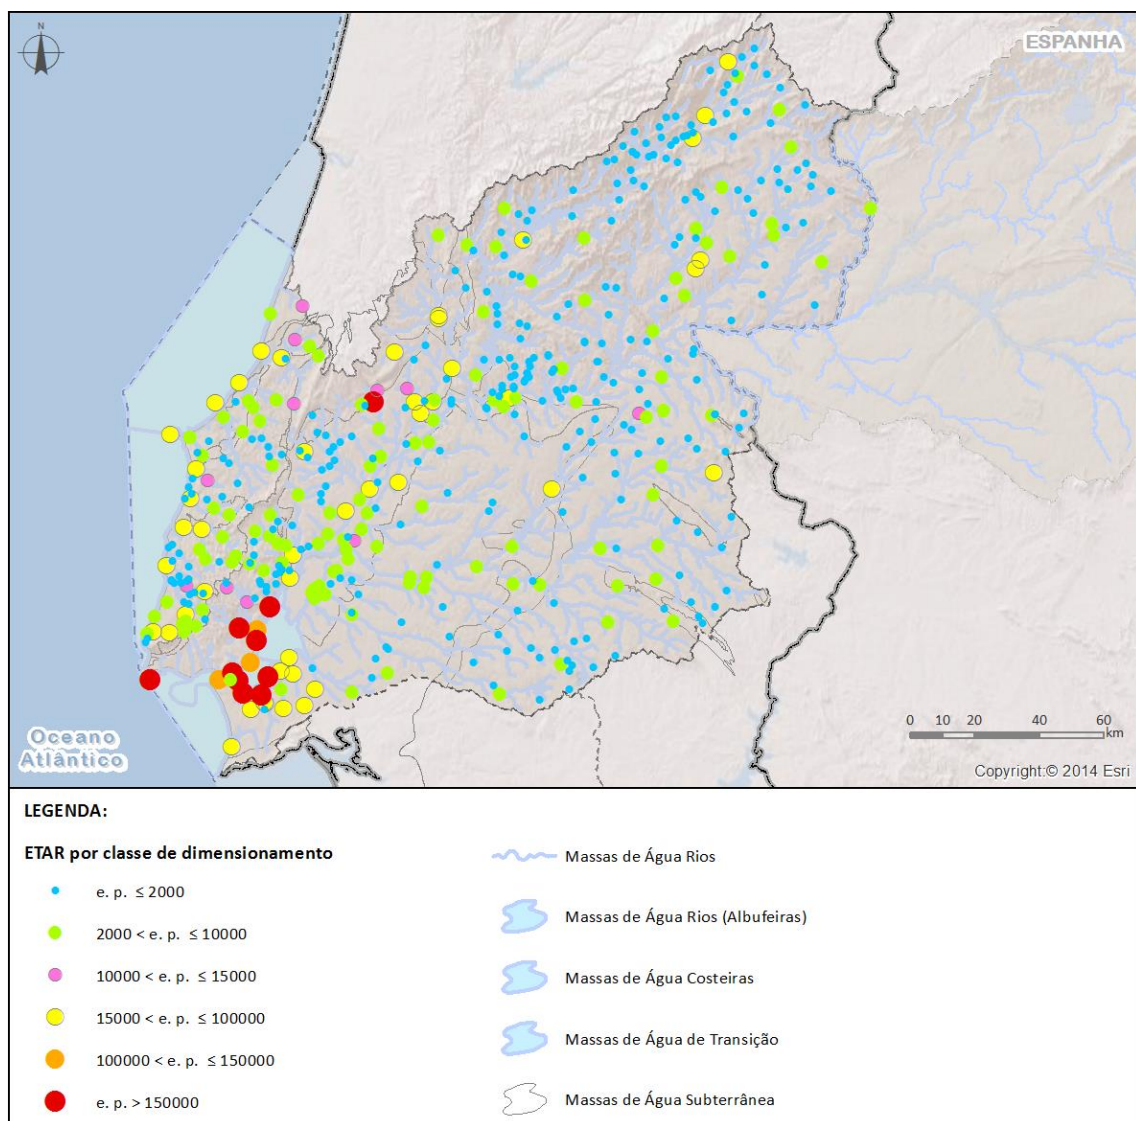 N
ESPANHA
Oceano
Atlântico
0 10 20 40 60
km
Copyright:© 2014 Esri
LEGENDA:
ETAR por classe de dimensionamento
e. p. ≤ 2000
2000 < e. p. ≤ 10000
10000 < e. p. ≤ 15000
15000 < e. p. ≤ 100000
100000 < e. p. ≤ 150000
e. p. > 150000
Massas de Água Rios
Massas de Água Rios (Albufeiras)
Massas de Água Costeiras
Massas de Água de Transição
Massas de Água Subterrânea